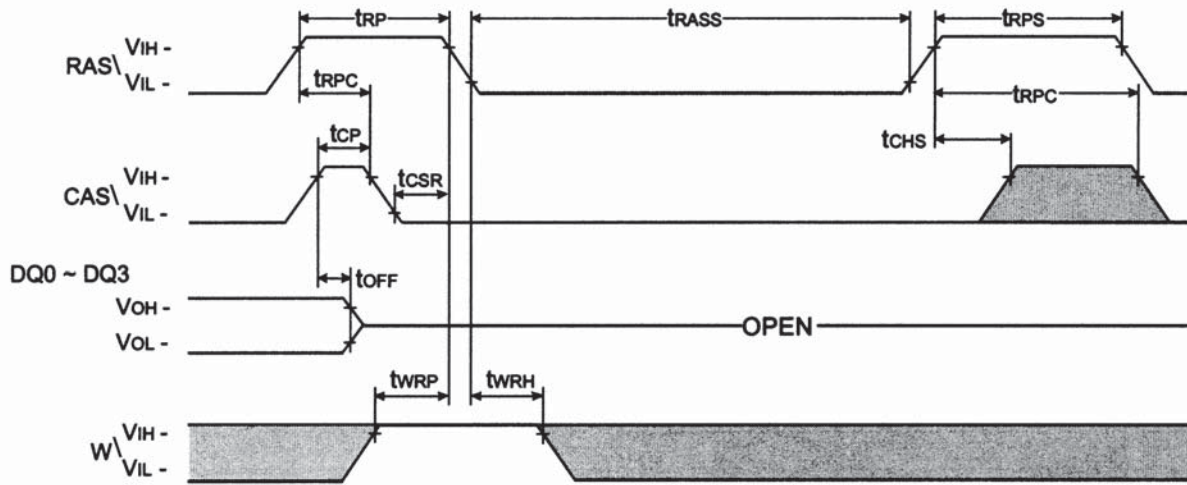 tRP
tRASS
tRPS
RAS\
VIH -
VIL -
tRPC
tRPC
tCP
tCHS
CAS\
VIH -
VIL -
tCSR
DQ0 ~ DQ3
tOFF
VOH -
VOL -
OPEN
tWRP
tWRH
W\
VIH -
VIL -